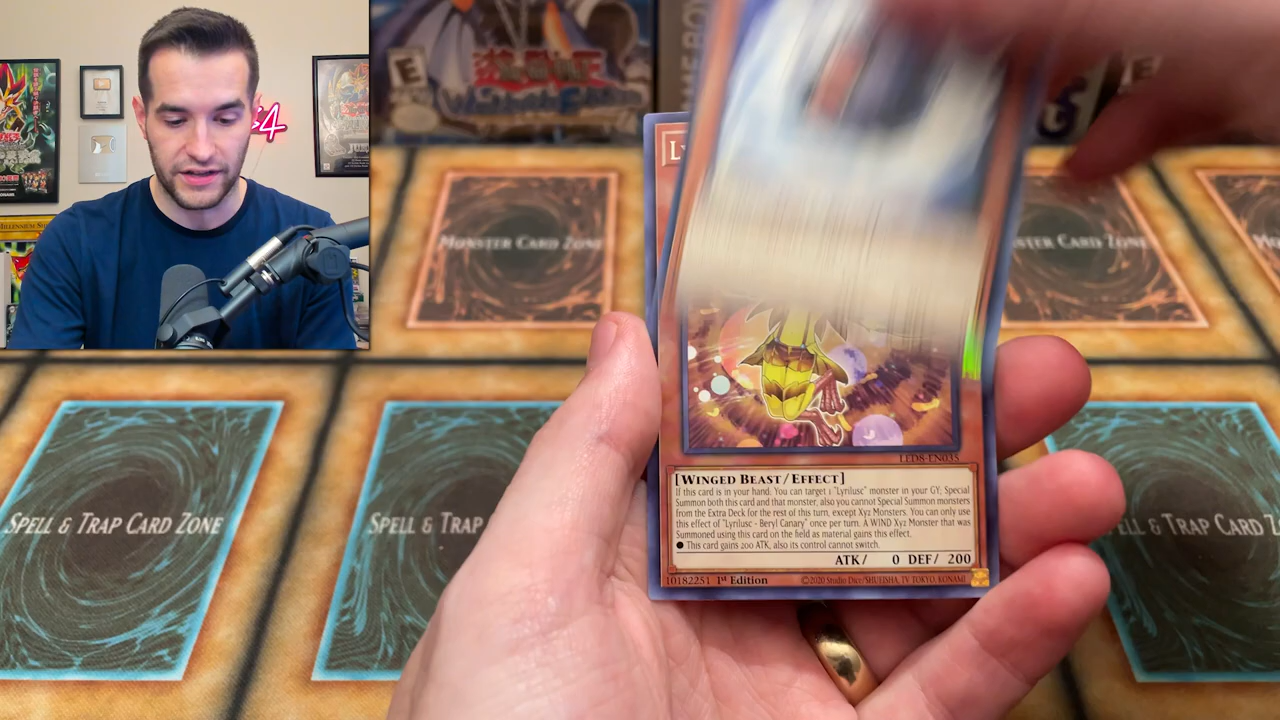 E
MONSTER CARD ZONE
STER CARD ZONE
MO
Ly
LED8-EN035
[WINGED BEAST/EFFECT]
If this card is in your hand: You can target 1 "Lyrilusc" monster in your GY; Special
Summon both this card and that monster, also you cannot Special Summon monsters
from the Extra Deck for the rest of this turn, except Xyz Monsters. You can only use
this effect of "Lyrilusc - Beryl Canary" once per turn. A WIND Xyz Monster that was
Summoned using this card on the field as material gains this effect.
● This card gains 200 ATK, also its control cannot switch.
ATK/ 0 DEF/ 200
10182251 1st Edition ©2020 Studio Dice/SHUEISHA, TV TOKYO, KONAMI
SPELL & TRAP CARD ZONE
SPELL & TRAP
& TRAP CARD Z